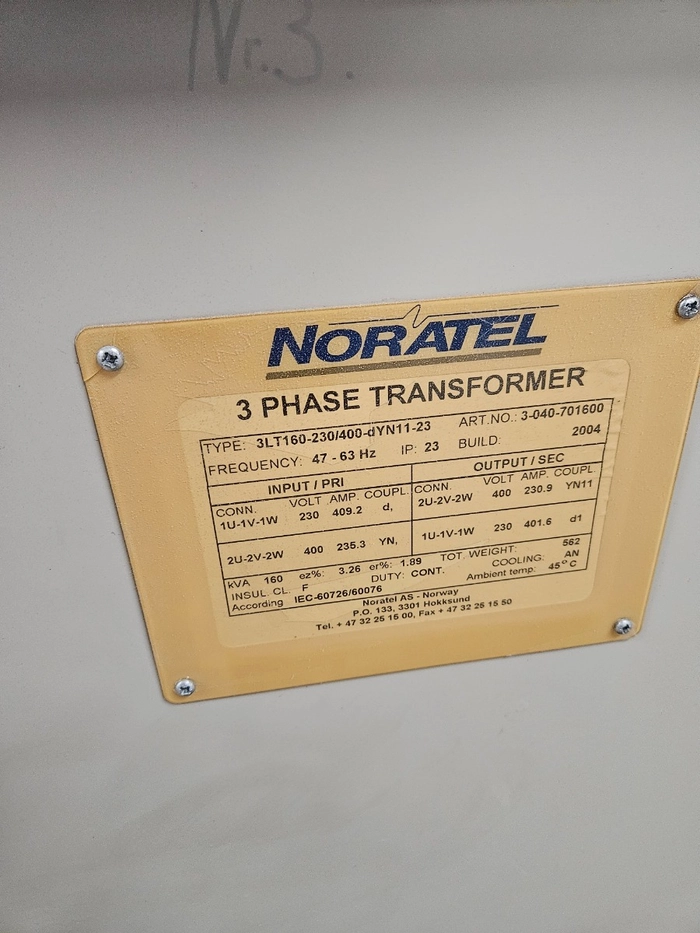 Nr.3.
NORATEL
3 PHASE TRANSFORMER
TYPE: 3LT160-230/400-dYN11-23 ART.NO.: 3-040-701600
FREQUENCY: 47 - 63 Hz IP: 23 BUILD: 2004
INPUT / PRI OUTPUT / SEC
CONN. VOLT AMP. COUPL. CONN. VOLT AMP. COUPL.
1U-1V-1W 230 409.2 d, 2U-2V-2W 400 230.9 YN11
2U-2V-2W 400 235.3 YN, 1U-1V-1W 230 401.6 d1
kVA 160 ez%: 3.26 er%: 1.89 TOT. WEIGHT: 562
INSUL. CL. F DUTY: CONT. COOLING: AN
According IEC-60726/60076 Ambient temp: 45°C
Noratel AS - Norway
P.O. 133, 3301 Hokksund
Tel. + 47 32 25 15 00, Fax + 47 32 25 15 50